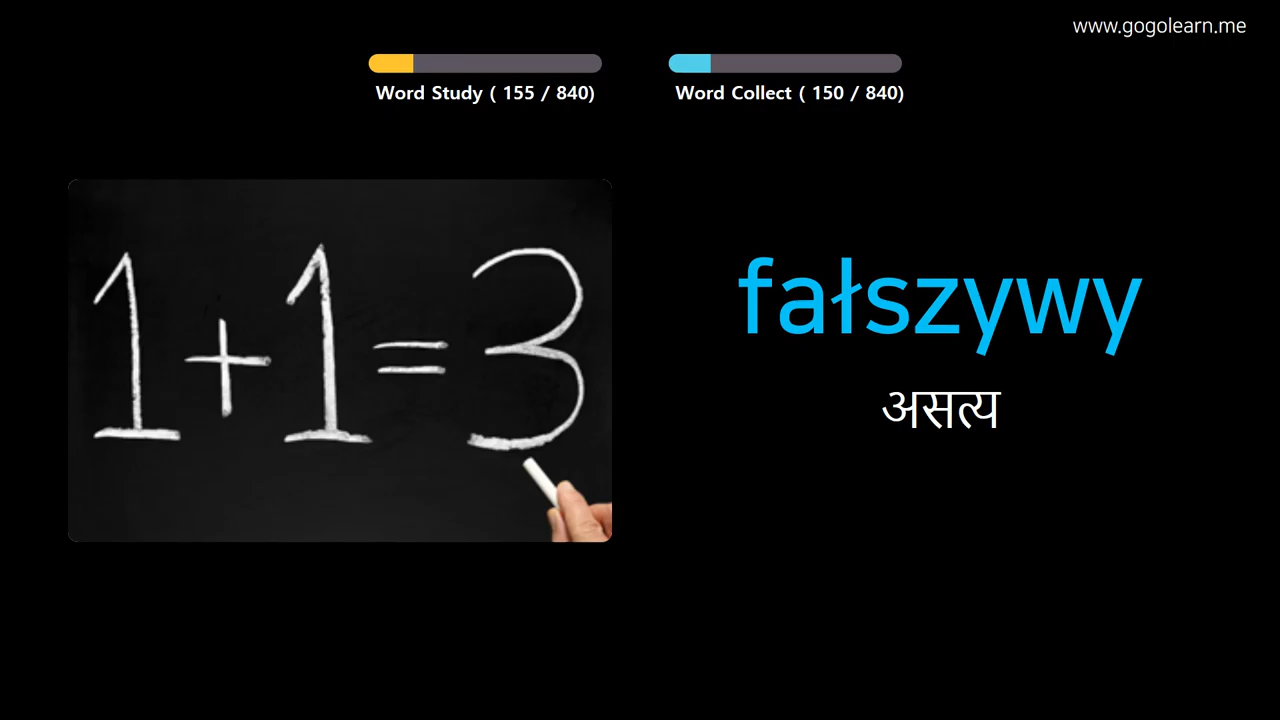 www.gogolearn.me
Word Study ( 155 / 840)
Word Collect ( 150 / 840)
1+1=3
fałszywy
असत्य